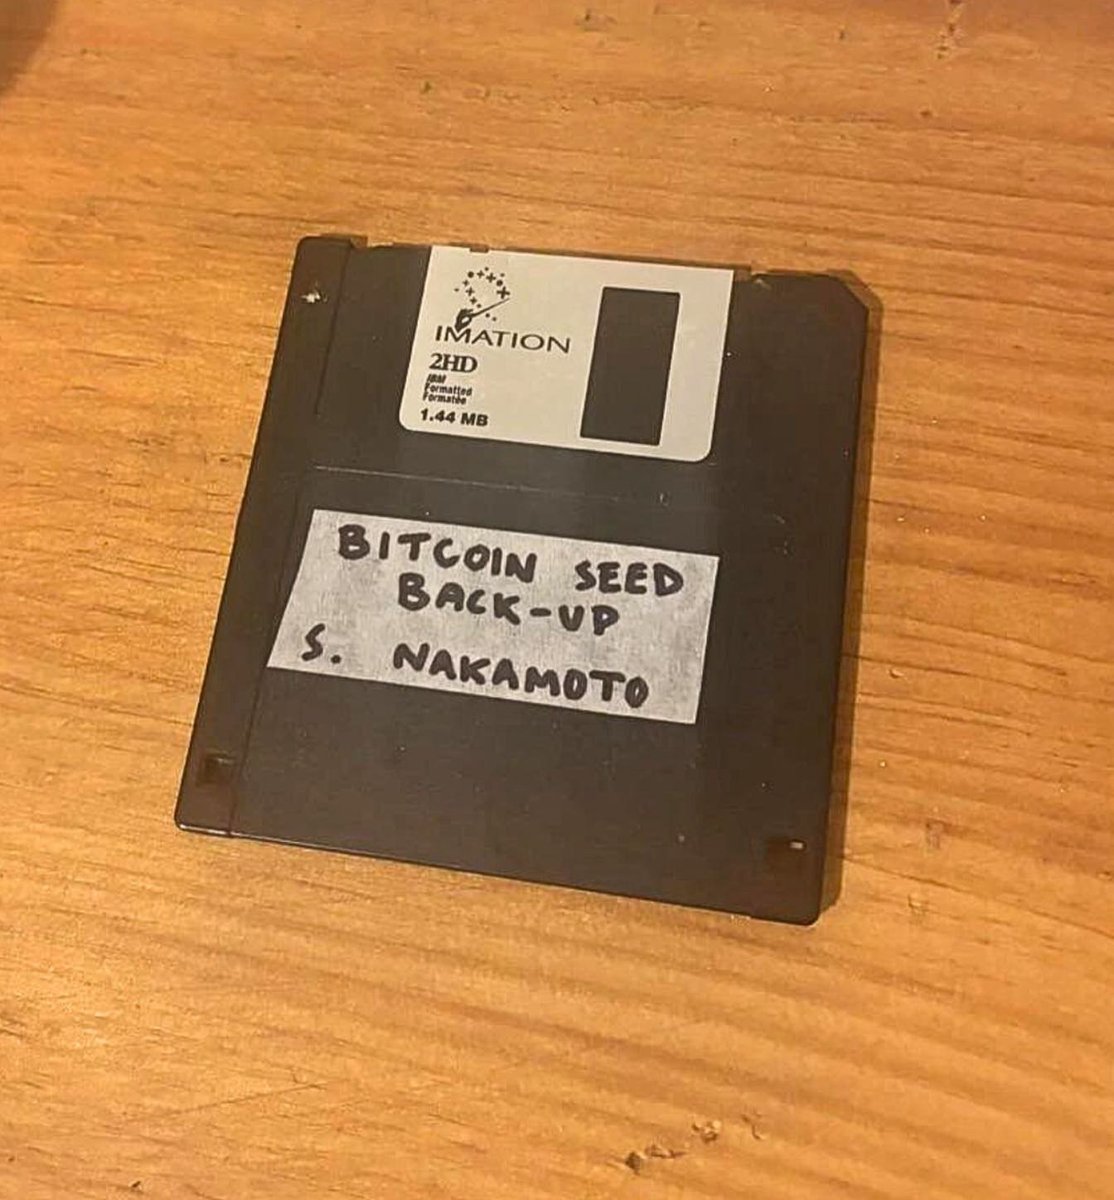 IMATION
2HD
IBM
Formatted
Formatée
1.44 MB
BITCOIN SEED
BACK-UP
S. NAKAMOTO